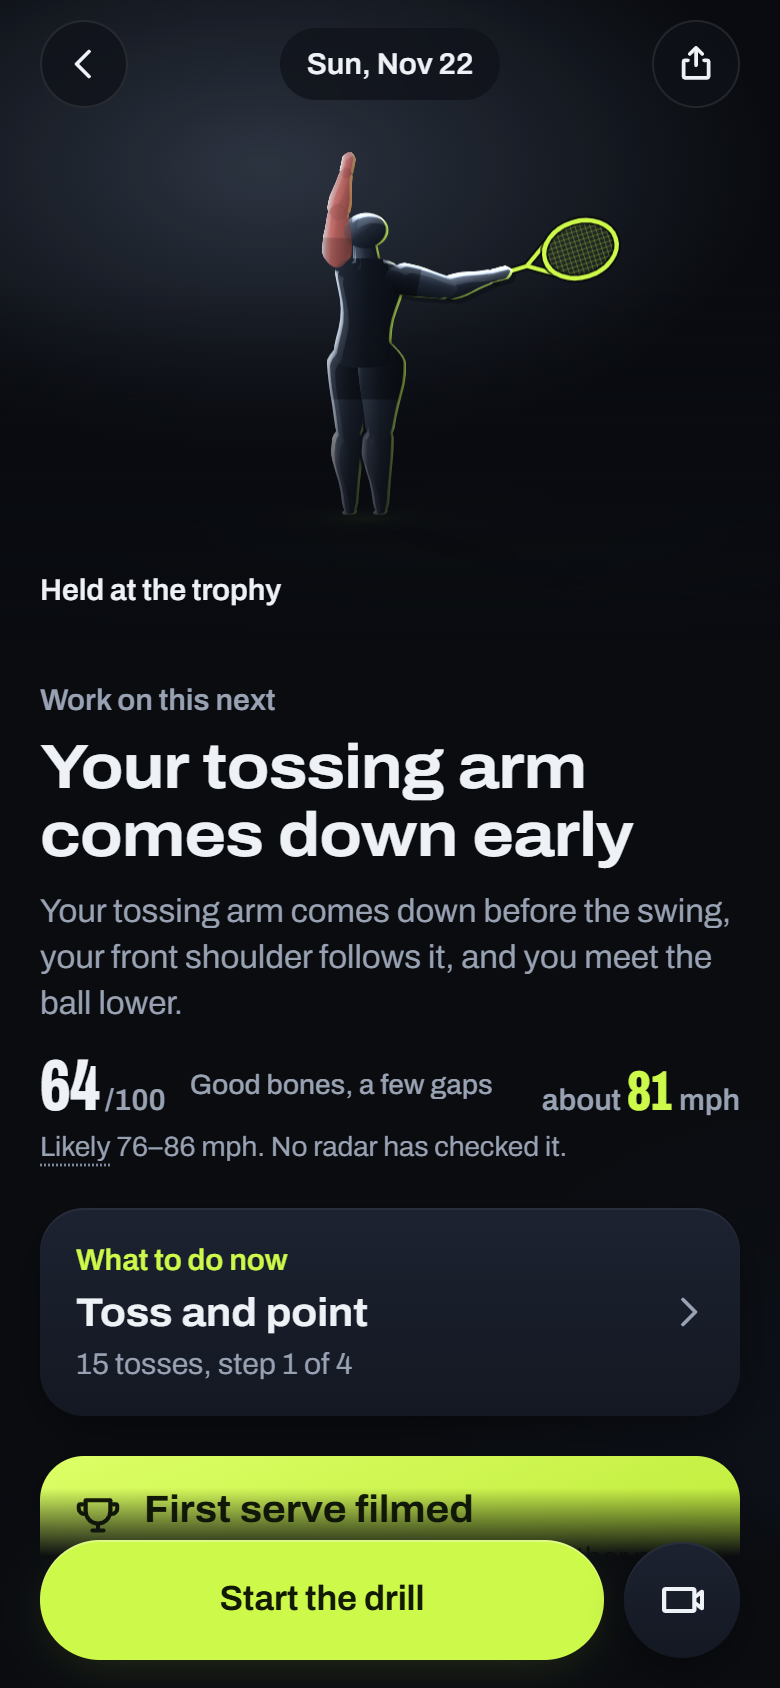 Sun, Nov 22
Held at the trophy
Work on this next
Your tossing arm
comes down early
Your tossing arm comes down before the swing,
your front shoulder follows it, and you meet the
ball lower.
64/100 Good bones, a few gaps about 81 mph
Likely 76–86 mph. No radar has checked it.
What to do now
Toss and point
15 tosses, step 1 of 4
First serve filmed
Start the drill